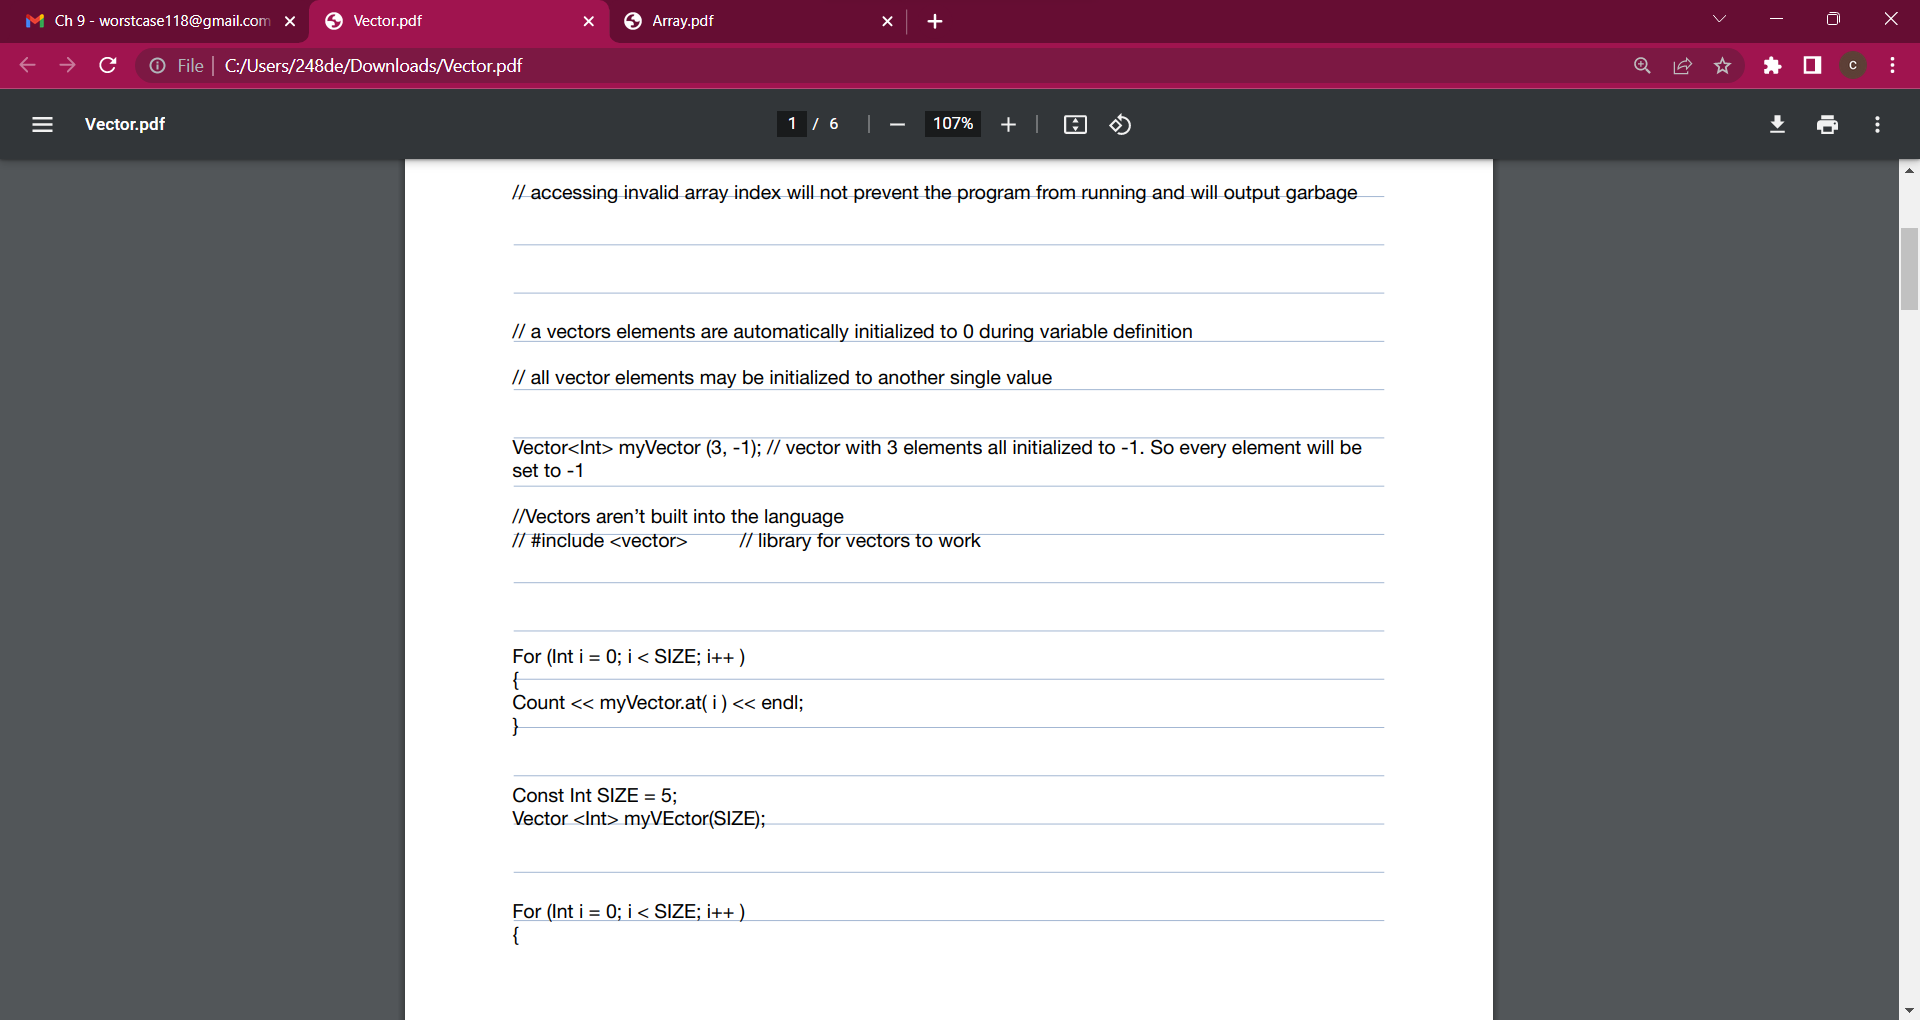 Ch 9 - worstcase118@gmail.com
Vector.pdf
Array.pdf
File | C:/Users/248de/Downloads/Vector.pdf
C
Vector.pdf
1 / 6
107%
// accessing invalid array index will not prevent the program from running and will output garbage
// a vectors elements are automatically initialized to 0 during variable definition
// all vector elements may be initialized to another single value
Vector<Int> myVector (3, -1); // vector with 3 elements all initialized to -1. So every element will be
set to -1
//Vectors aren’t built into the language
// #include <vector> // library for vectors to work
For (Int i = 0; i < SIZE; i++ )
{
Count << myVector.at( i ) << endl;
}
Const Int SIZE = 5;
Vector <Int> myVEctor(SIZE);
For (Int i = 0; i < SIZE; i++ )
{